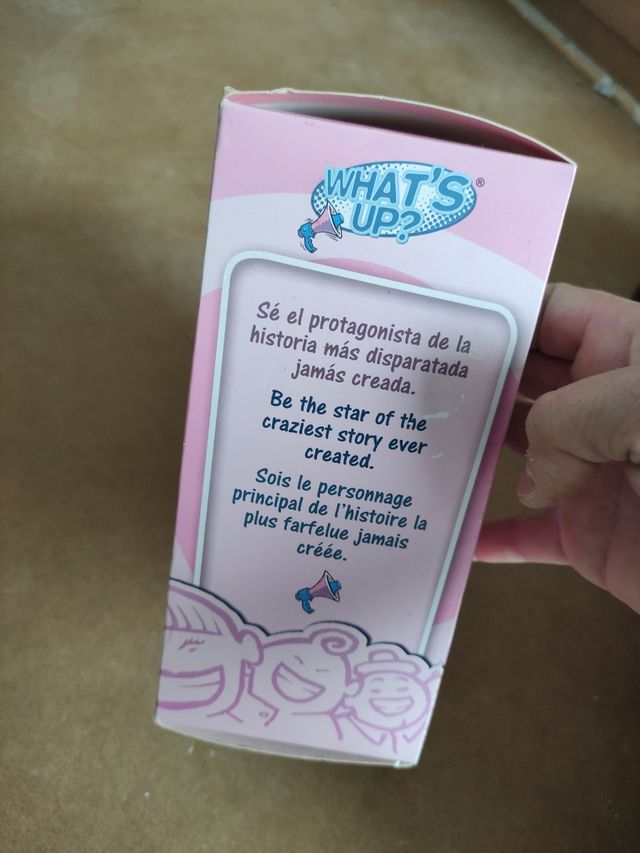 WHAT'S
UP?
®
Sé el protagonista de la
historia más disparatada
jamás creada.
Be the star of the
craziest story ever
created.
Sois le personnage
principal de l'histoire la
plus farfelue jamais
créée.